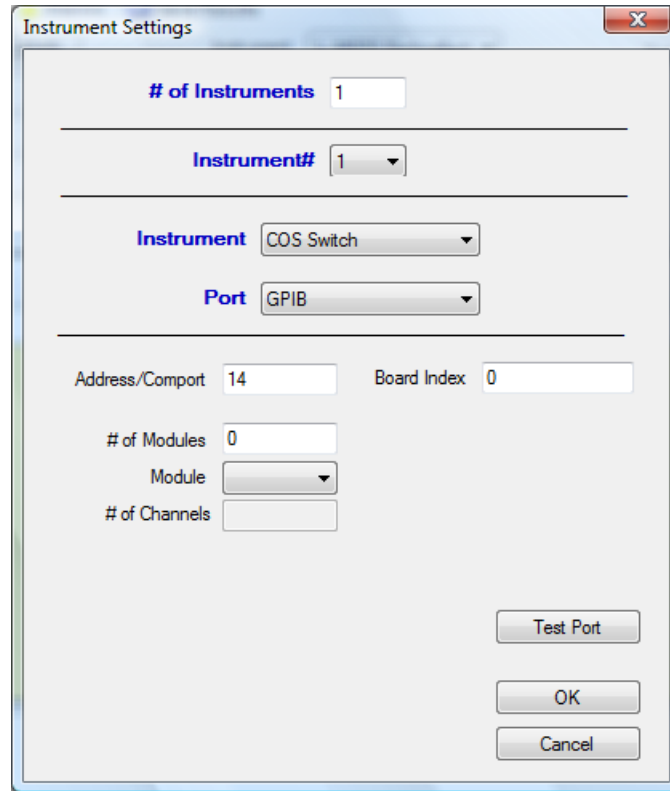 Instrument Settings
# of Instruments 1
Instrument# 1
Instrument COS Switch
Port GPIB
Address/Comport 14 Board Index 0
# of Modules 0
Module
# of Channels
Test Port
OK
Cancel